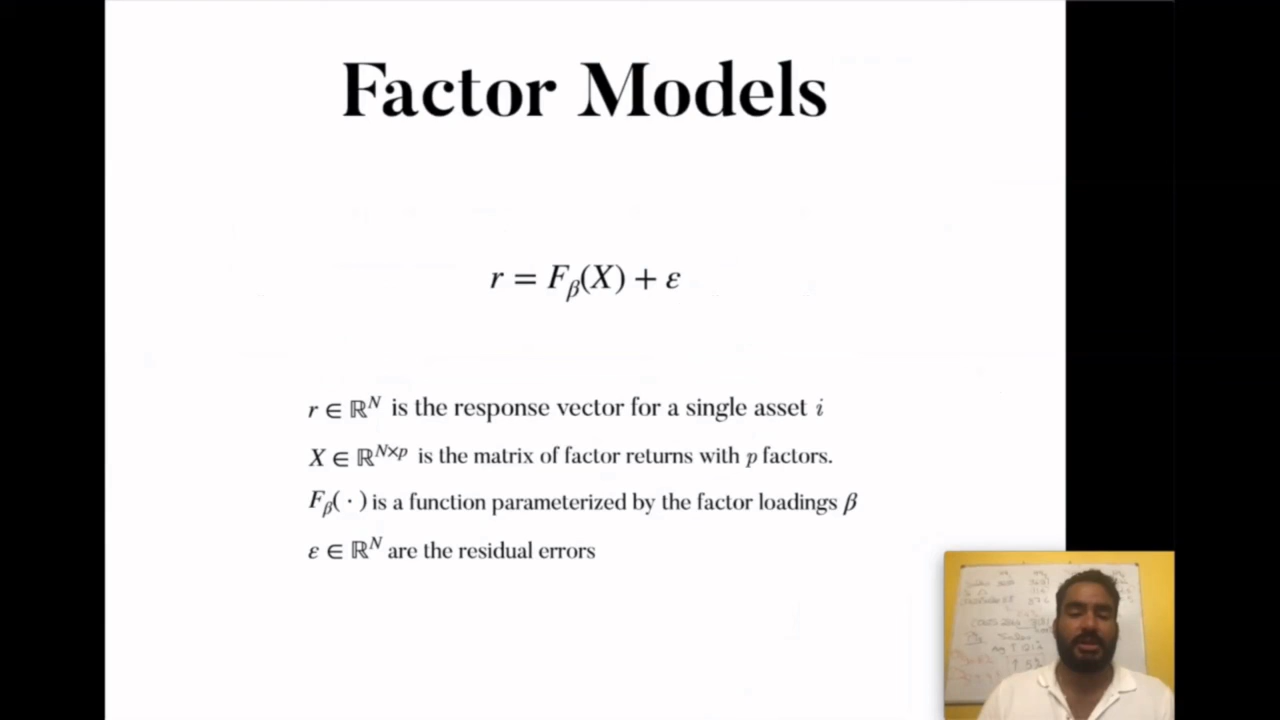 Factor Models
r = F_β(X) + ε
r ∈ ℝ^N is the response vector for a single asset i
X ∈ ℝ^{N×p} is the matrix of factor returns with p factors.
F_β( · ) is a function parameterized by the factor loadings β
ε ∈ ℝ^N are the residual errors